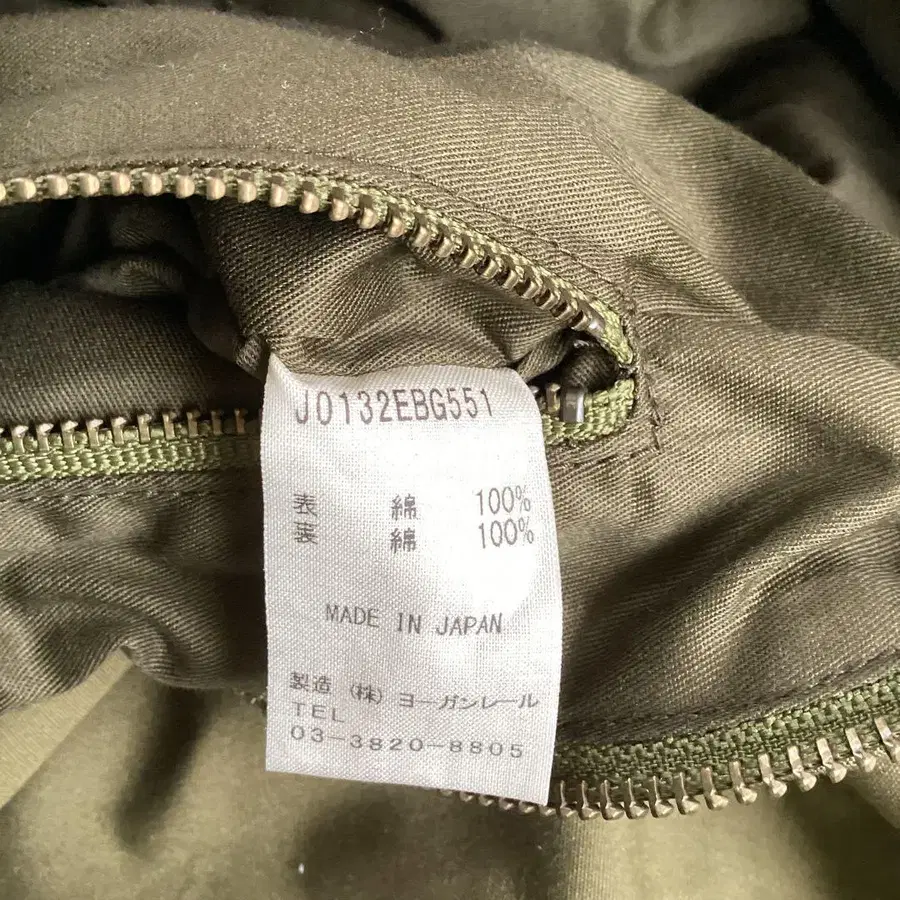 J0132EBG551
表 綿 100%
裏 綿 100%
MADE IN JAPAN
製造 (株) ヨーガンレール
TEL
03-3820-8805